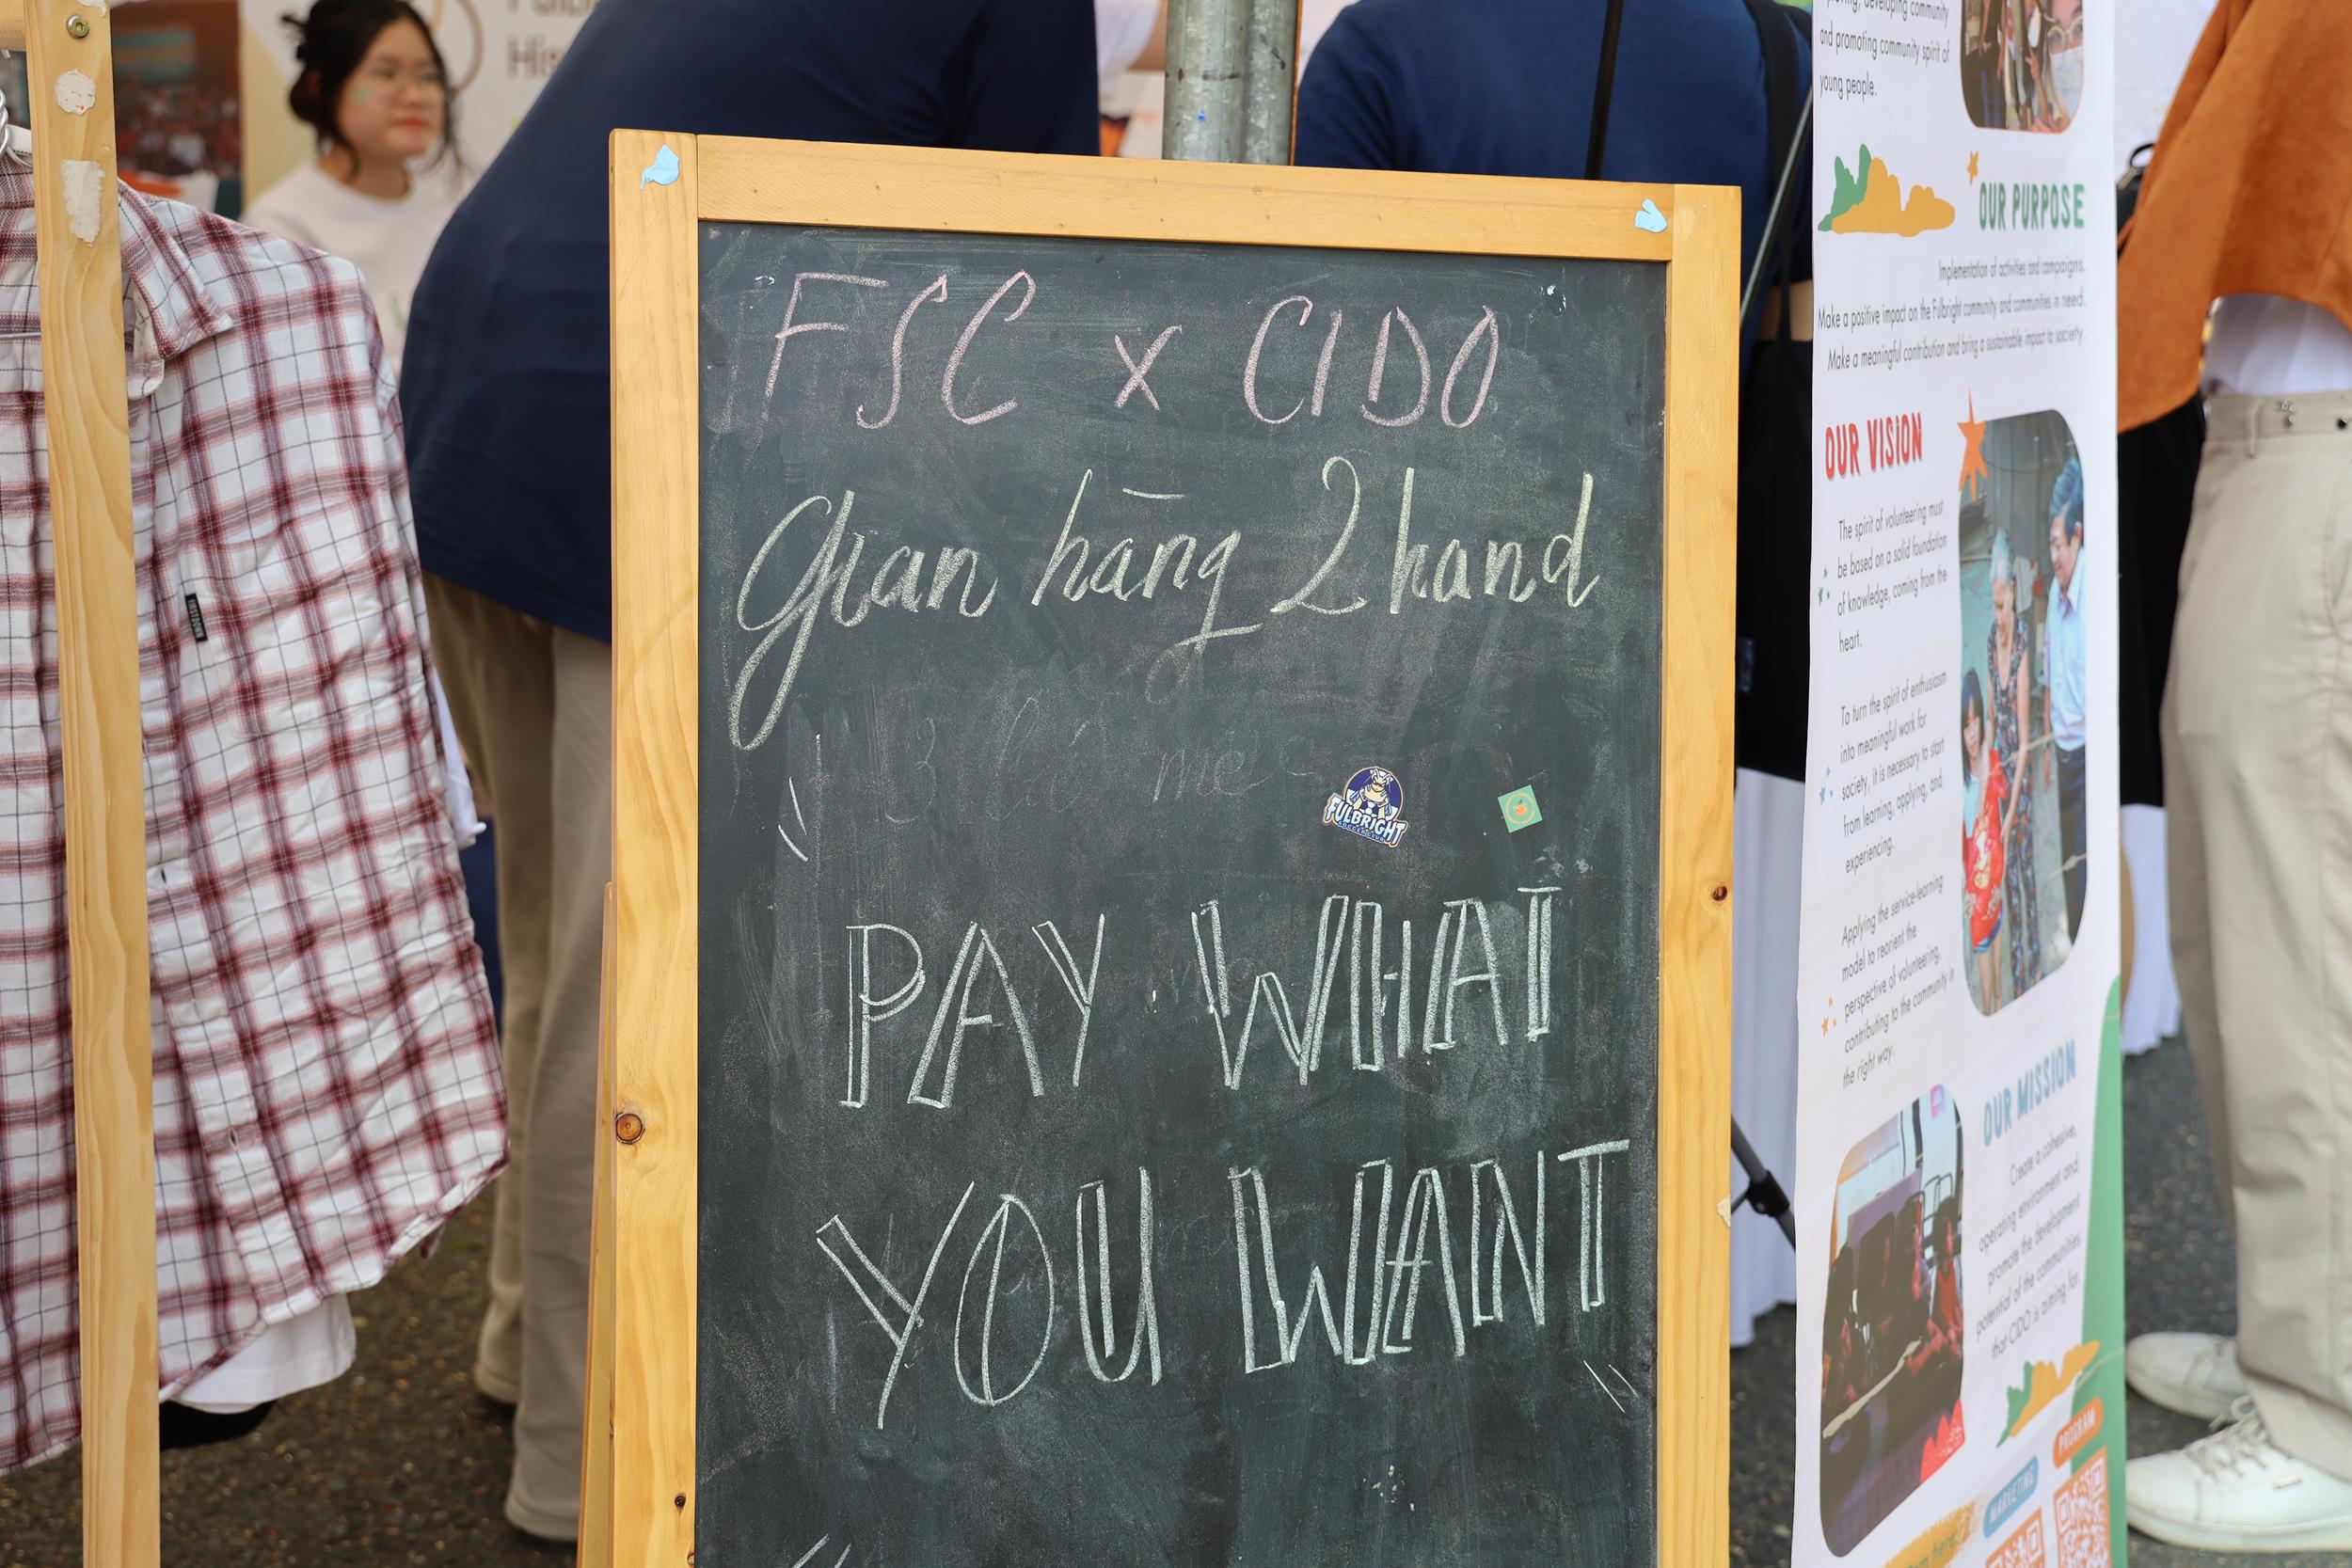 His
FSC x CIDO
Gian hāng 2hand
FULBRIGHT
SOCCER CLUB
PAY WHAT
YOU WANT
and promoting community spirit of
young people.
OUR PURPOSE
Implementation of activities and campaigns.
Make a positive impact on the Fulbright community and communities in need.
Make a meaningful contribution and bring a sustainable impact to society.
OUR VISION
The spirit of volunteering must
be based on a solid foundation
of knowledge, coming from the
heart.
To turn the spirit of enthusiasm
into meaningful work for
society, it is necessary to start
from learning, applying, and
experiencing.
Applying the service-learning
model to reorient the
perspective of volunteering,
contributing to the community in
the right way.
OUR MISSION
Create a cohesive,
operating environment and
promote the development
potential of the communities
that CIDO is aiming for.
MARKETING
PROGRAM